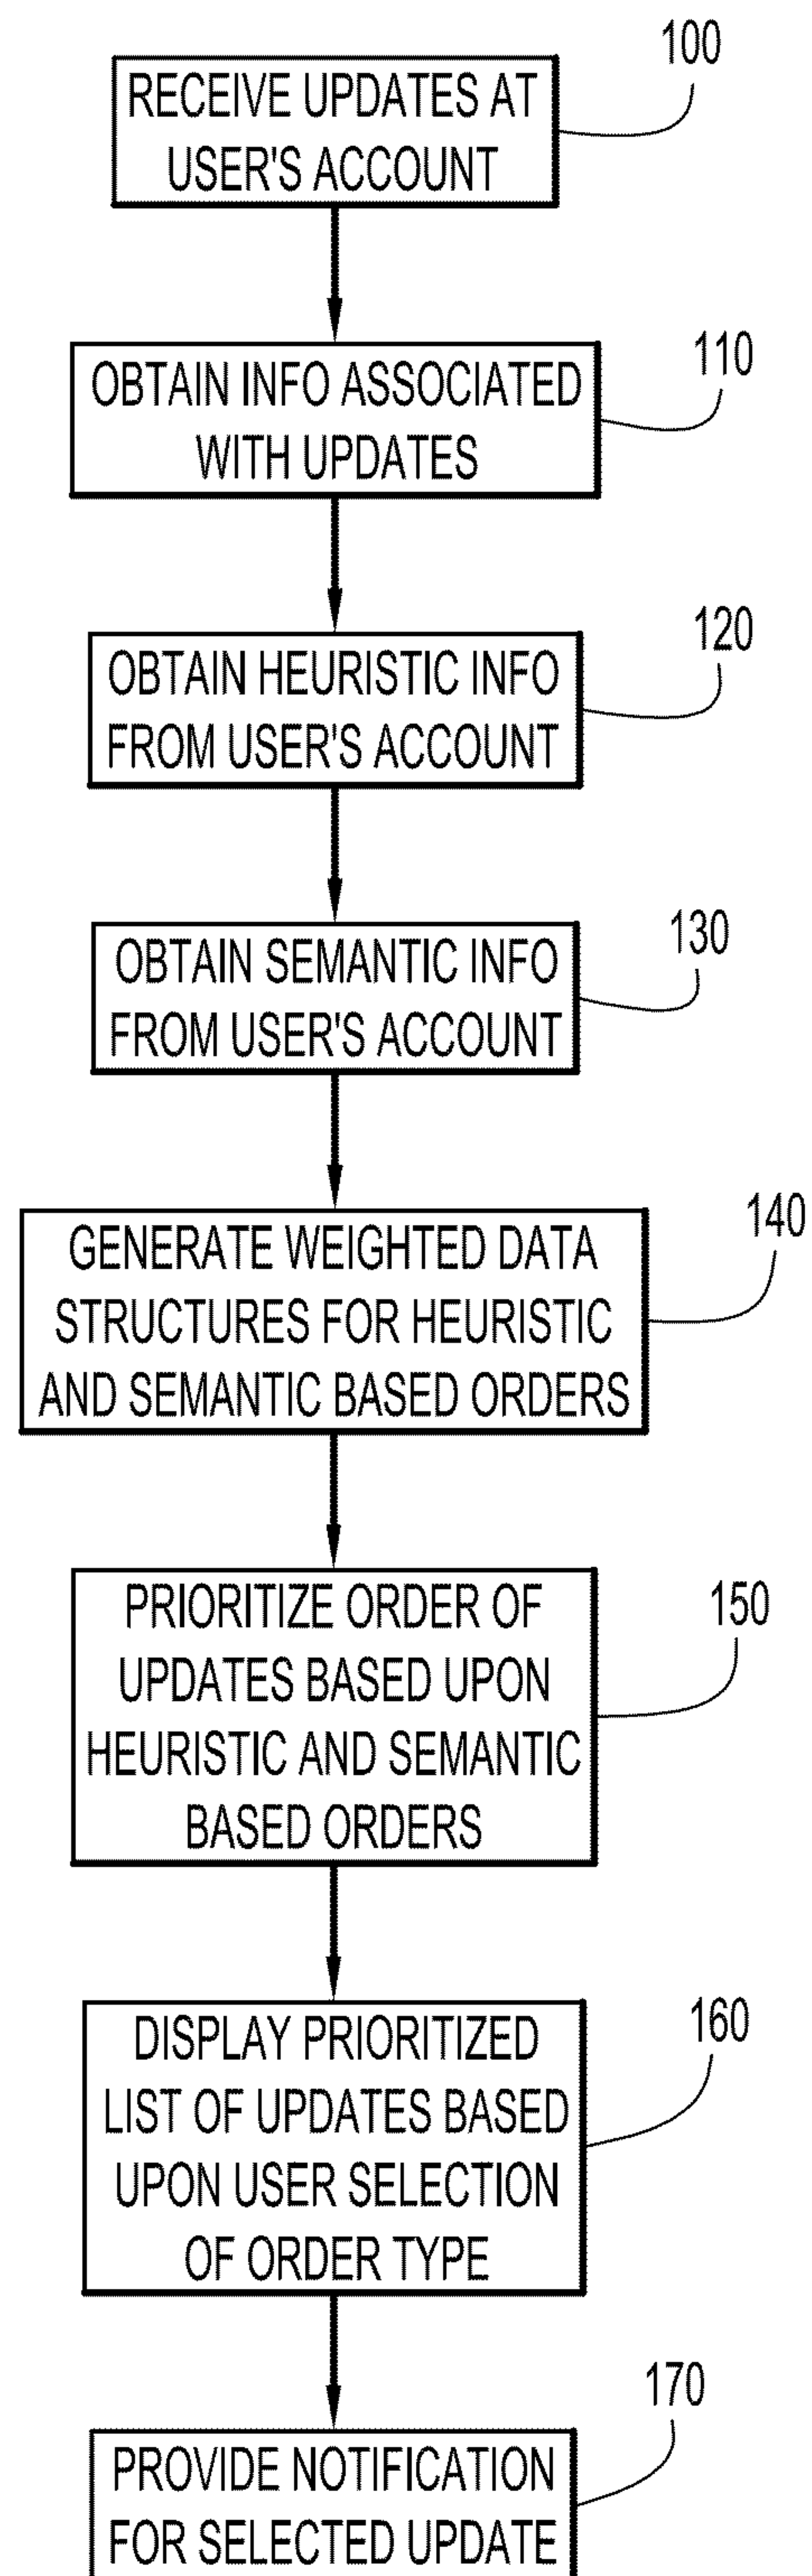 100
RECEIVE UPDATES AT
USER'S ACCOUNT
110
OBTAIN INFO ASSOCIATED
WITH UPDATES
120
OBTAIN HEURISTIC INFO
FROM USER'S ACCOUNT
130
OBTAIN SEMANTIC INFO
FROM USER'S ACCOUNT
140
GENERATE WEIGHTED DATA
STRUCTURES FOR HEURISTIC
AND SEMANTIC BASED ORDERS
150
PRIORITIZE ORDER OF
UPDATES BASED UPON
HEURISTIC AND SEMANTIC
BASED ORDERS
160
DISPLAY PRIORITIZED
LIST OF UPDATES BASED
UPON USER SELECTION
OF ORDER TYPE
170
PROVIDE NOTIFICATION
FOR SELECTED UPDATE